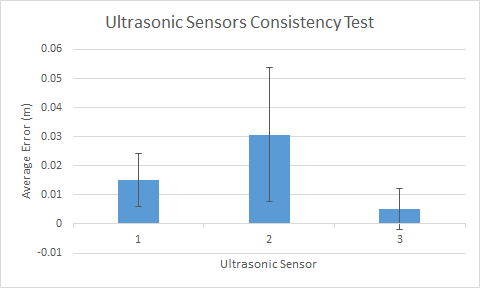 Ultrasonic Sensors Consistency Test
0.06
0.05
0.04
0.03
0.02
0.01
0
-0.01
Average Error (m)
1 2 3
Ultrasonic Sensor